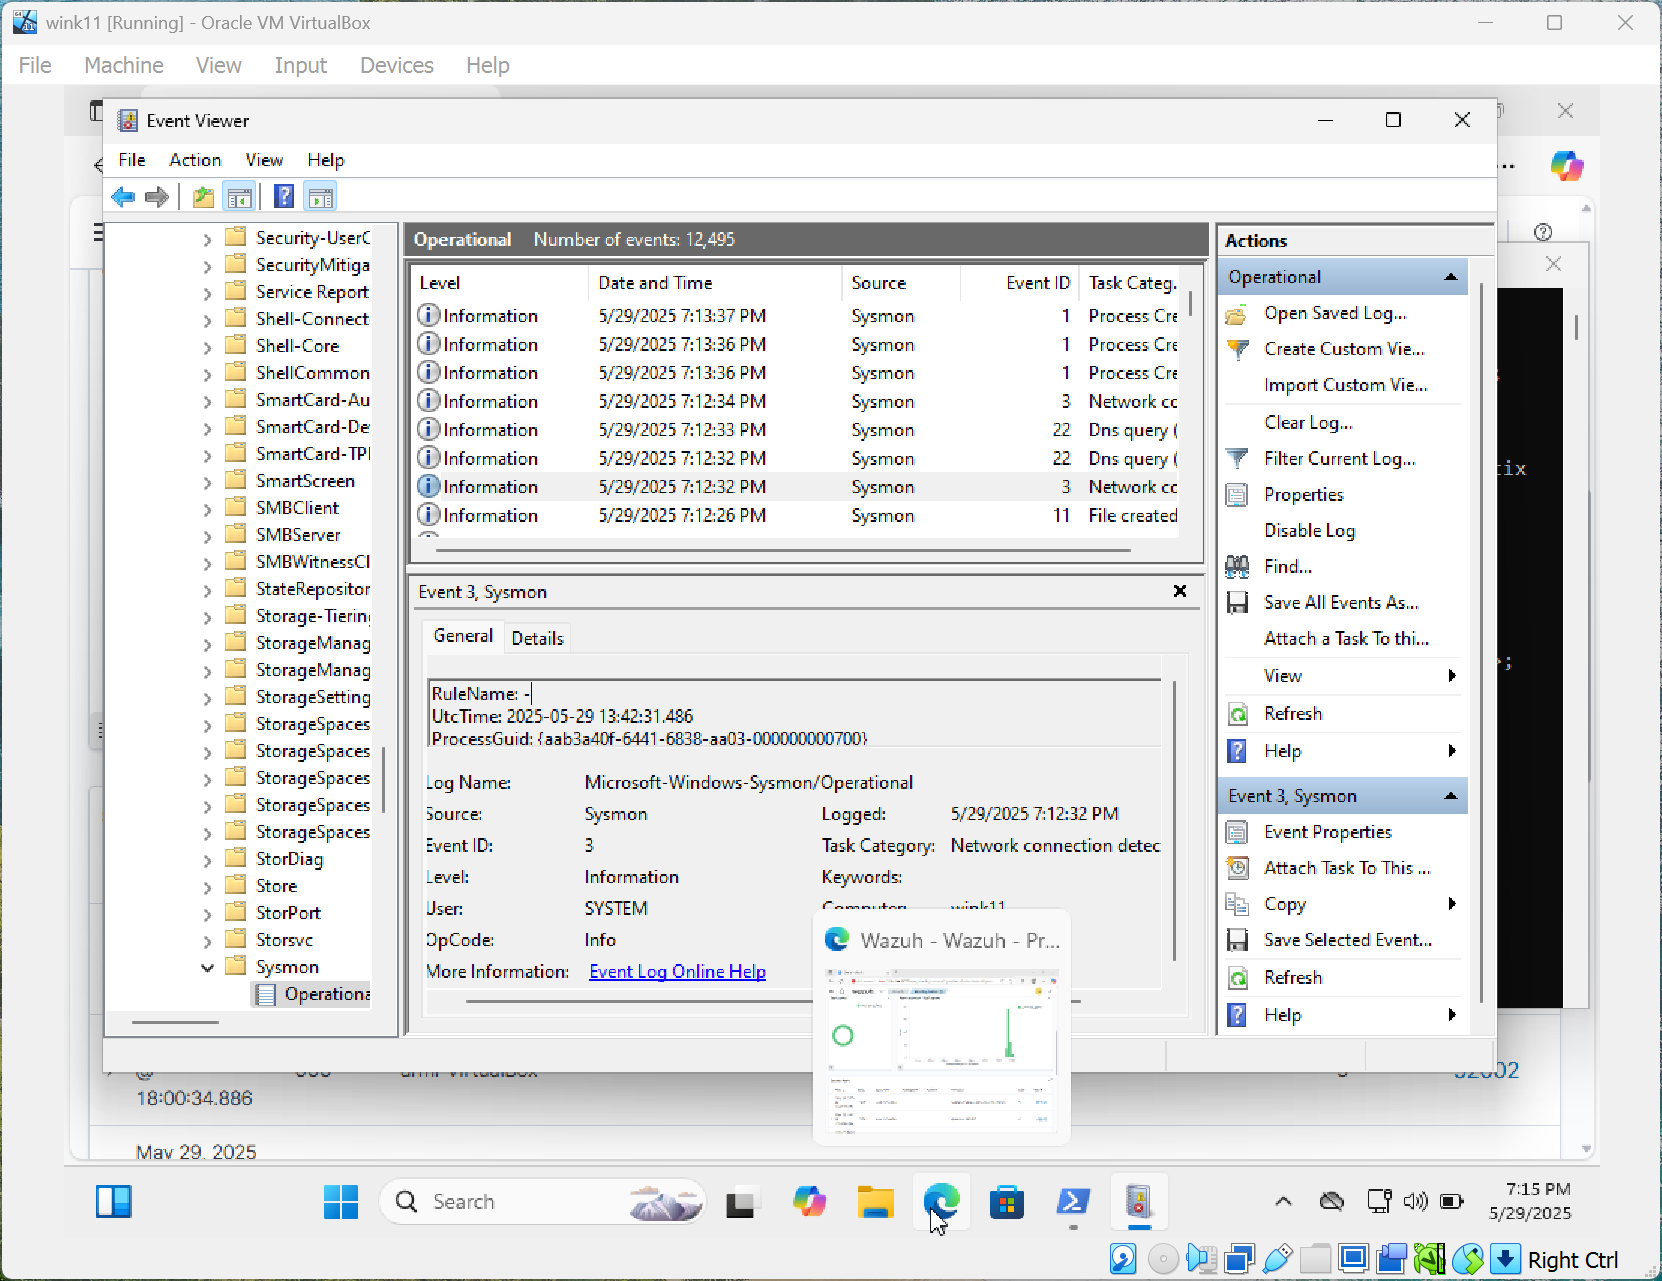 wink11 [Running] - Oracle VM VirtualBox
File Machine View Input Devices Help
Event Viewer
File Action View Help
Security-UserC
SecurityMitiga
Service Report
Shell-Connect
Shell-Core
ShellCommon
SmartCard-Au
SmartCard-De
SmartCard-TPI
SmartScreen
SMBClient
SMBServer
SMBWitnessCl
StateRepositor
Storage-Tiering
StorageManag
StorageManag
StorageSetting
StorageSpaces
StorageSpaces
StorageSpaces
StorageSpaces
StorageSpaces
StorDiag
Store
StorPort
Storsvc
Sysmon
Operationa
Operational Number of events: 12,495
Level Date and Time Source Event ID Task Categ.
Information 5/29/2025 7:13:37 PM Sysmon 1 Process Cre
Information 5/29/2025 7:13:36 PM Sysmon 1 Process Cre
Information 5/29/2025 7:13:36 PM Sysmon 1 Process Cre
Information 5/29/2025 7:12:34 PM Sysmon 3 Network cc
Information 5/29/2025 7:12:33 PM Sysmon 22 Dns query (
Information 5/29/2025 7:12:32 PM Sysmon 22 Dns query (
Information 5/29/2025 7:12:32 PM Sysmon 3 Network cc
Information 5/29/2025 7:12:26 PM Sysmon 11 File created
Event 3, Sysmon
General Details
RuleName: -
UtcTime: 2025-05-29 13:42:31.486
ProcessGuid: {aab3a40f-6441-6838-aa03-000000000700}
Log Name: Microsoft-Windows-Sysmon/Operational
Source: Sysmon Logged: 5/29/2025 7:12:32 PM
Event ID: 3 Task Category: Network connection detec
Level: Information Keywords:
User: SYSTEM Computer: wink11
OpCode: Info
More Information: Event Log Online Help
Actions
Operational
Open Saved Log...
Create Custom Vie...
Import Custom Vie...
Clear Log...
Filter Current Log...
Properties
Disable Log
Find...
Save All Events As...
Attach a Task To thi...
View
Refresh
Help
Event 3, Sysmon
Event Properties
Attach Task To This ...
Copy
Save Selected Event...
Refresh
Help
tix
;
Wazuh - Wazuh - Pr...
18:00:34.886
May 29, 2025
Search
7:15 PM
5/29/2025
Right Ctrl